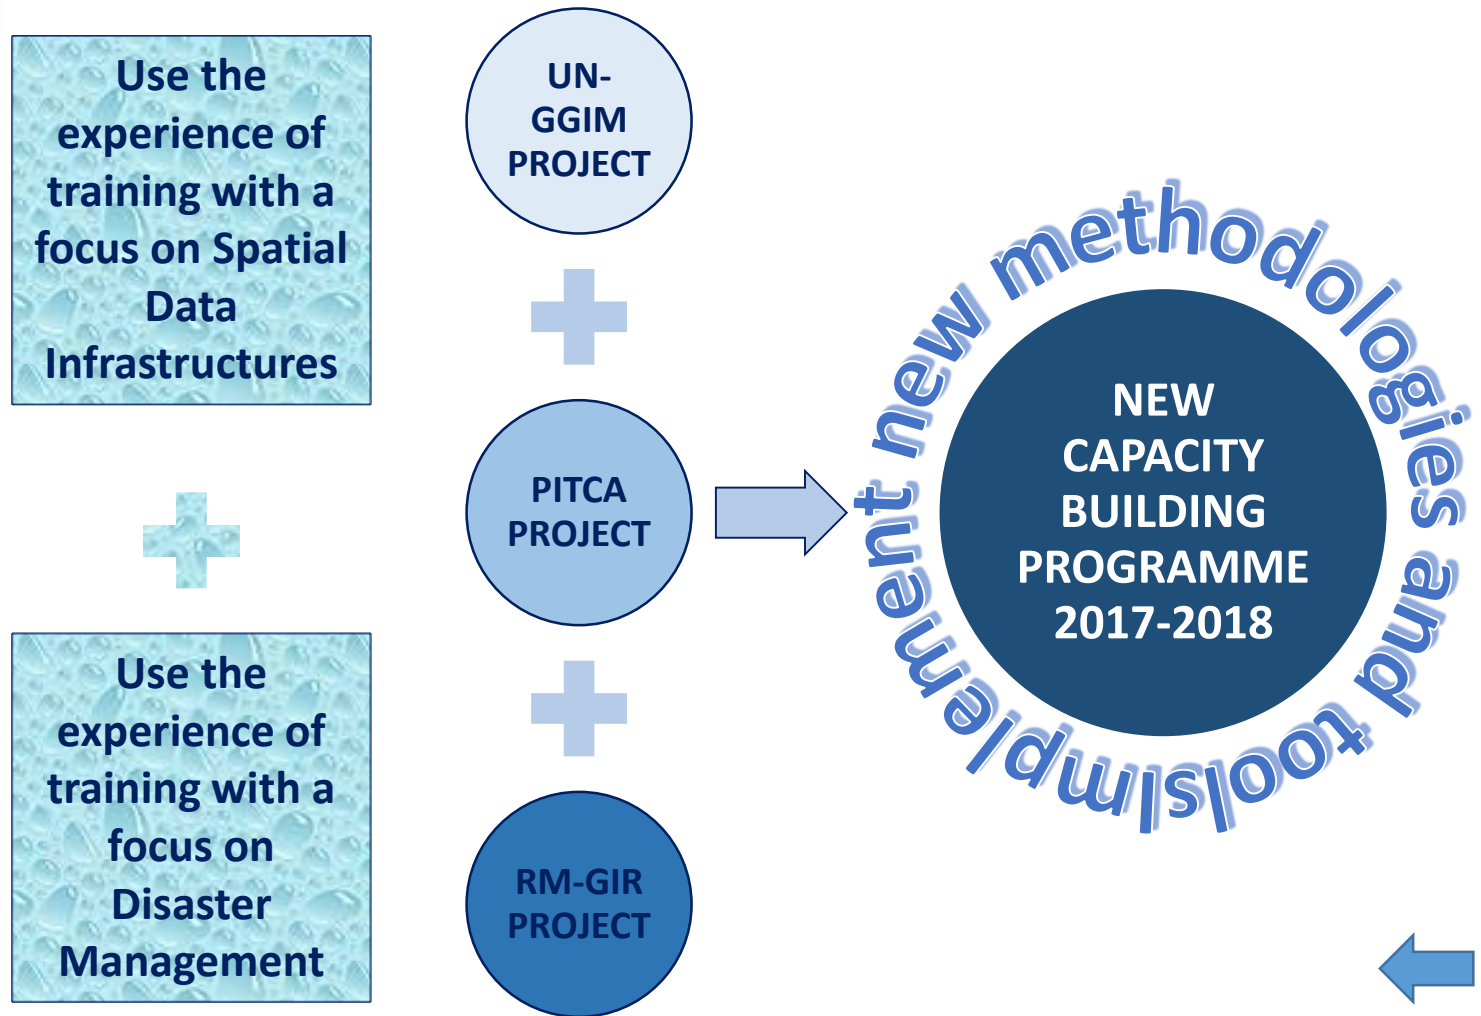 Use the
experience of
training with a
focus on Spatial
Data
Infrastructures
Use the
experience of
training with a
focus on
Disaster
Management
UN-
GGIM
PROJECT
PITCA
PROJECT
RM-GIR
PROJECT
Implement new methodologies and tools
NEW
CAPACITY
BUILDING
PROGRAMME
2017-2018